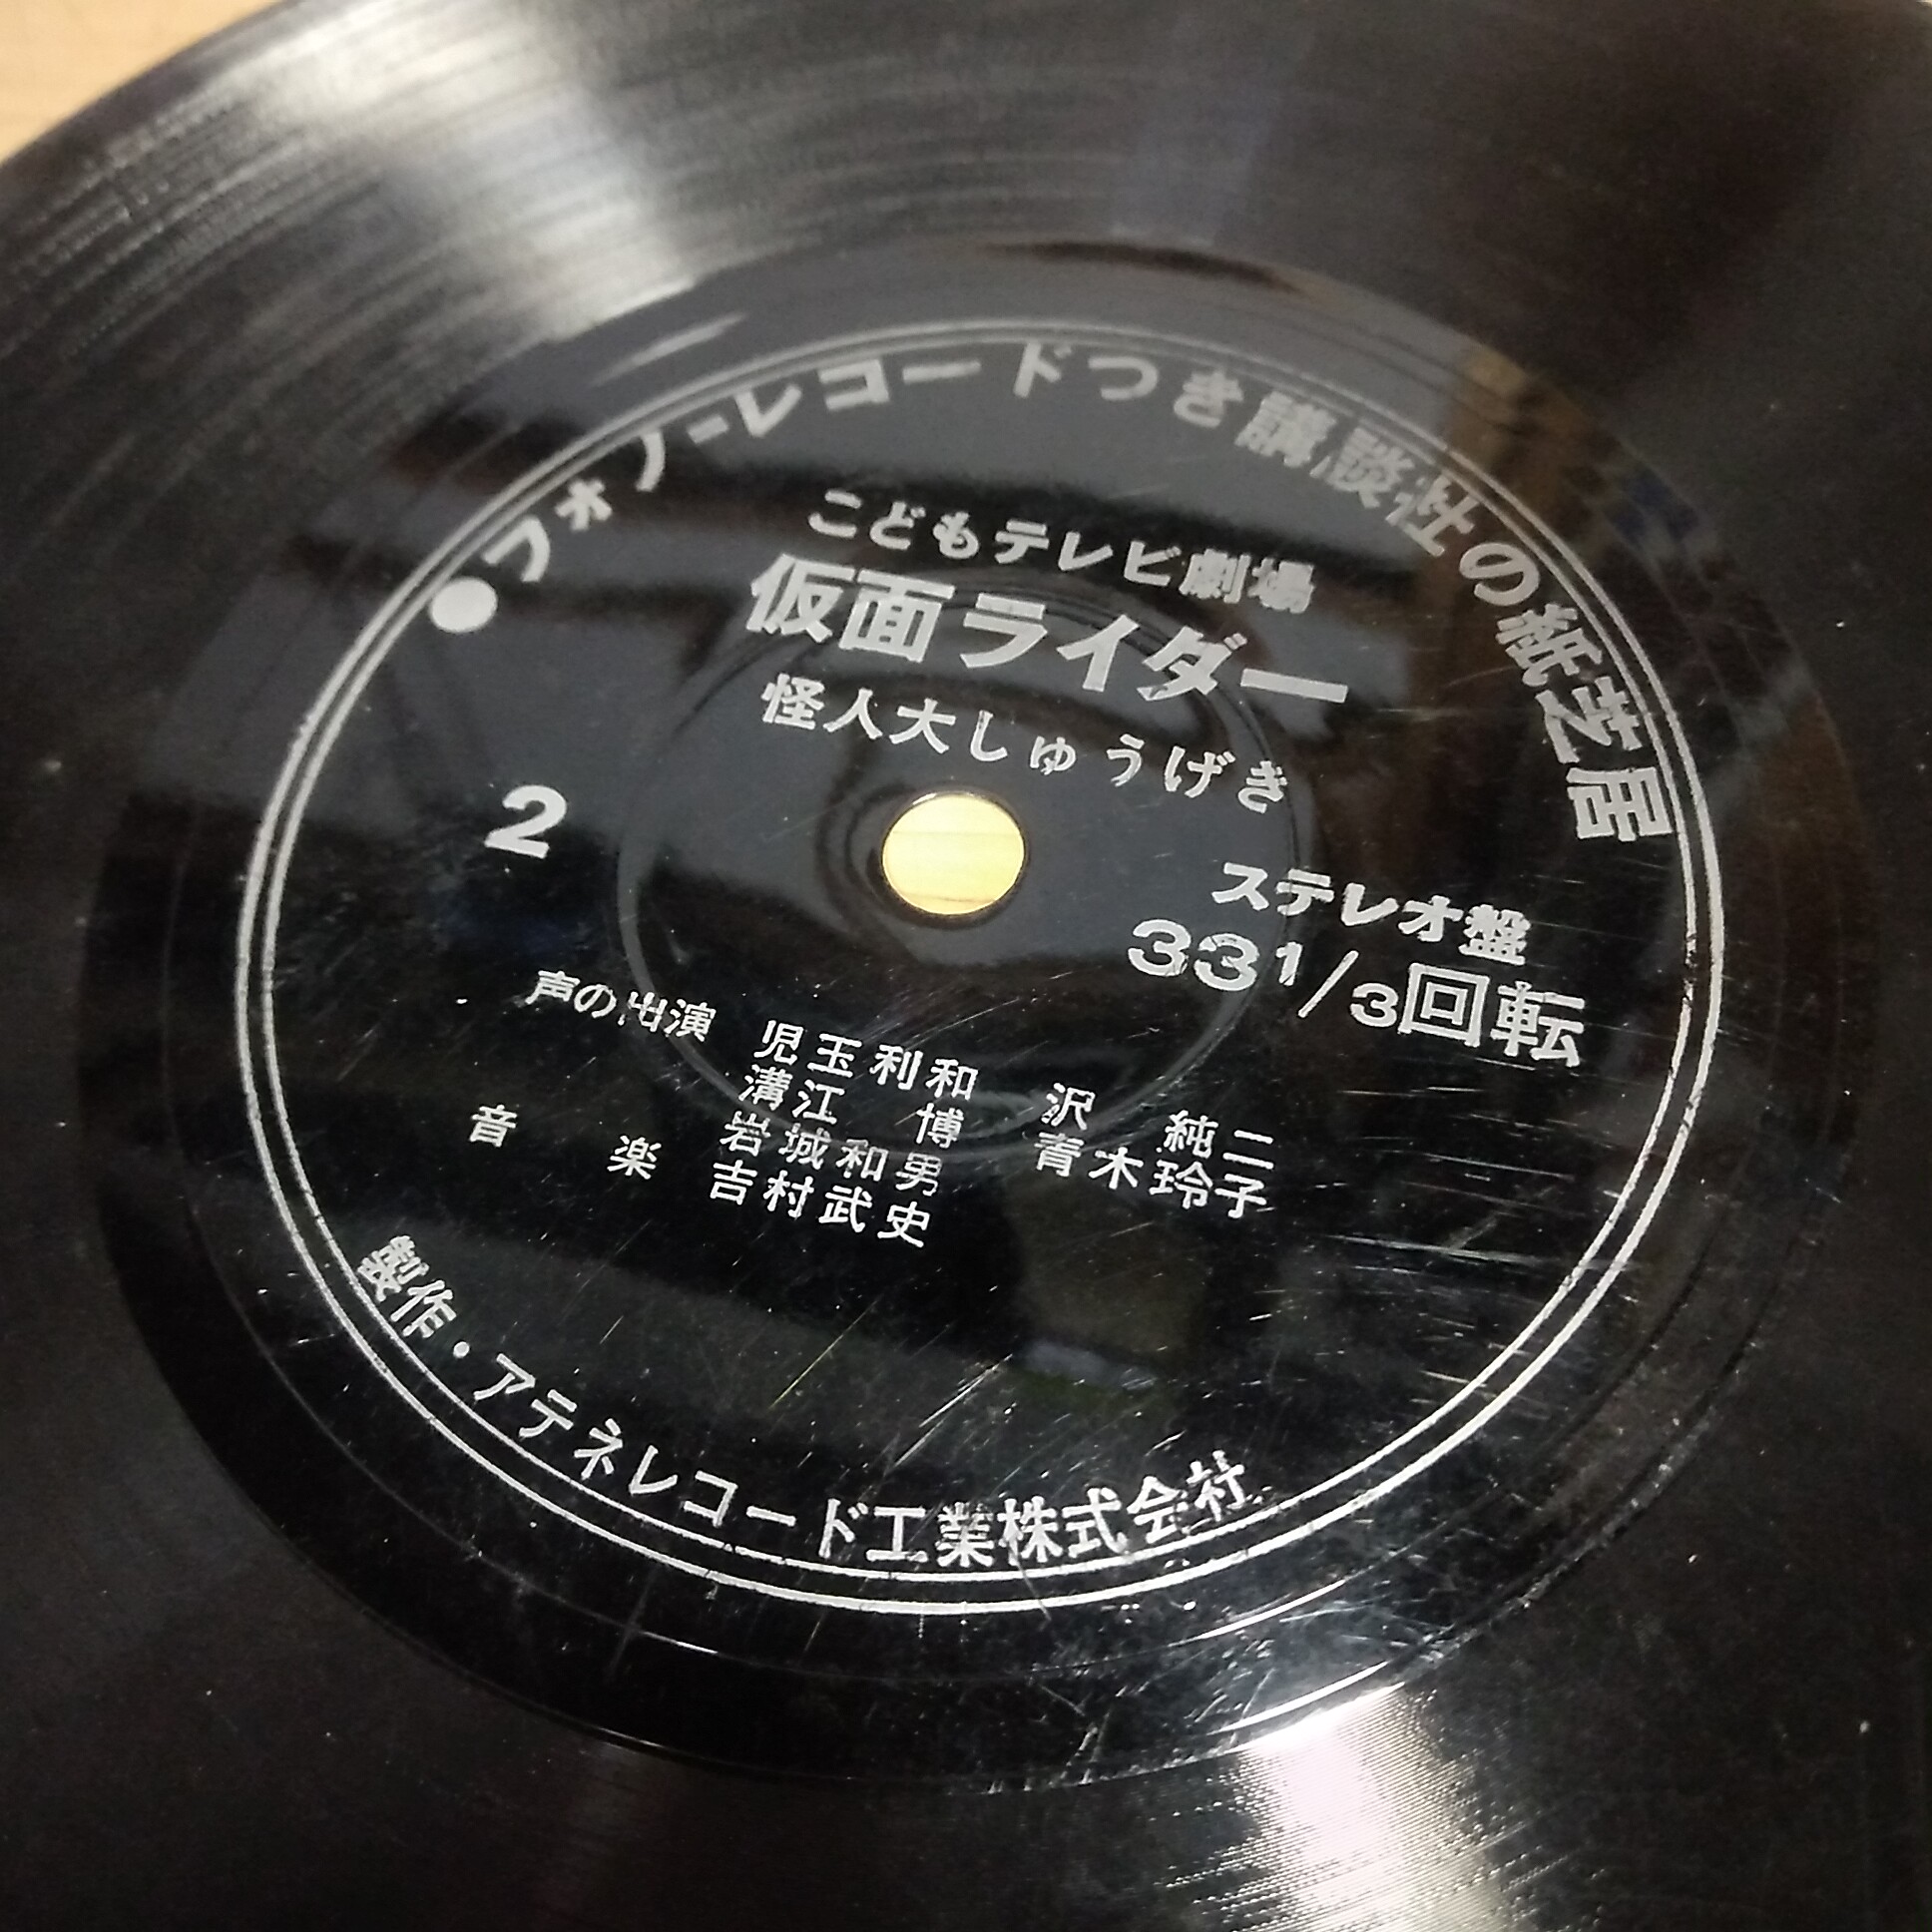 ●フォノーレコードつき講談社の紙芝居
こどもテレビ劇場
仮面ライダー
怪人大しゅうげき
2
ステレオ盤
33 1/3回転
声の出演 児玉利和 沢 純二
溝江 博 青木玲子
岩城和男
音 楽 吉村武史
製作・アテネレコード工業株式会社